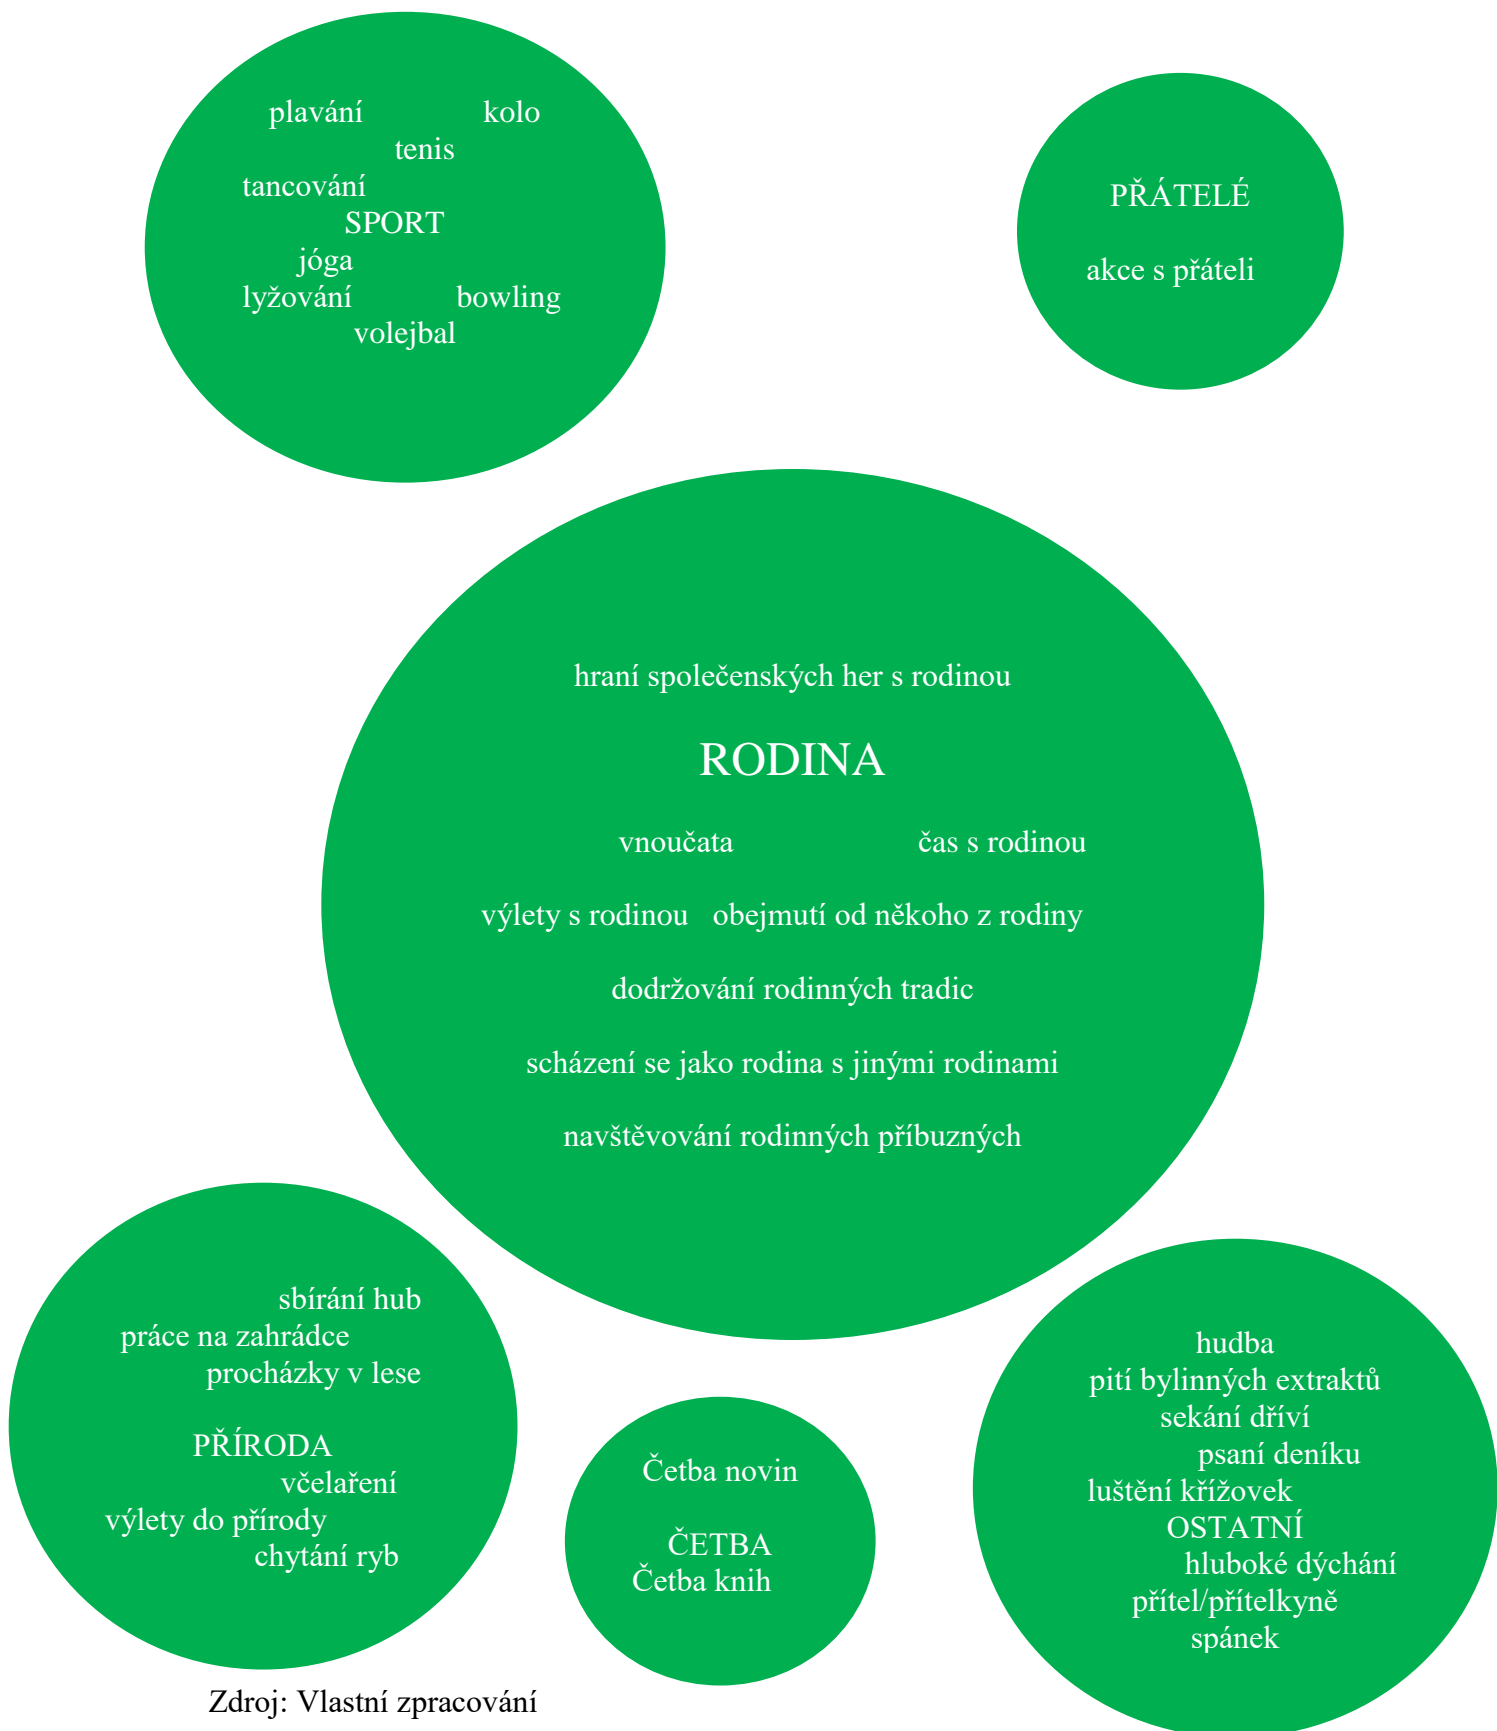 plavání kolo
tenis
tancování
SPORT
jóga
lyžování bowling
volejbal
PŘÁTELÉ
akce s přáteli
hraní společenských her s rodinou
RODINA
vnoučata čas s rodinou
výlety s rodinou obejmutí od někoho z rodiny
dodržování rodinných tradic
scházení se jako rodina s jinými rodinami
navštěvování rodinných příbuzných
sbírání hub
práce na zahrádce
procházky v lese
PŘÍRODA
včelaření
výlety do přírody
chytání ryb
Četba novin
ČETBA
Četba knih
hudba
pití bylinných extraktů
sekání dříví
psaní deníku
luštění křížovek
OSTATNÍ
hluboké dýchání
přítel/přítelkyně
spánek
Zdroj: Vlastní zpracování